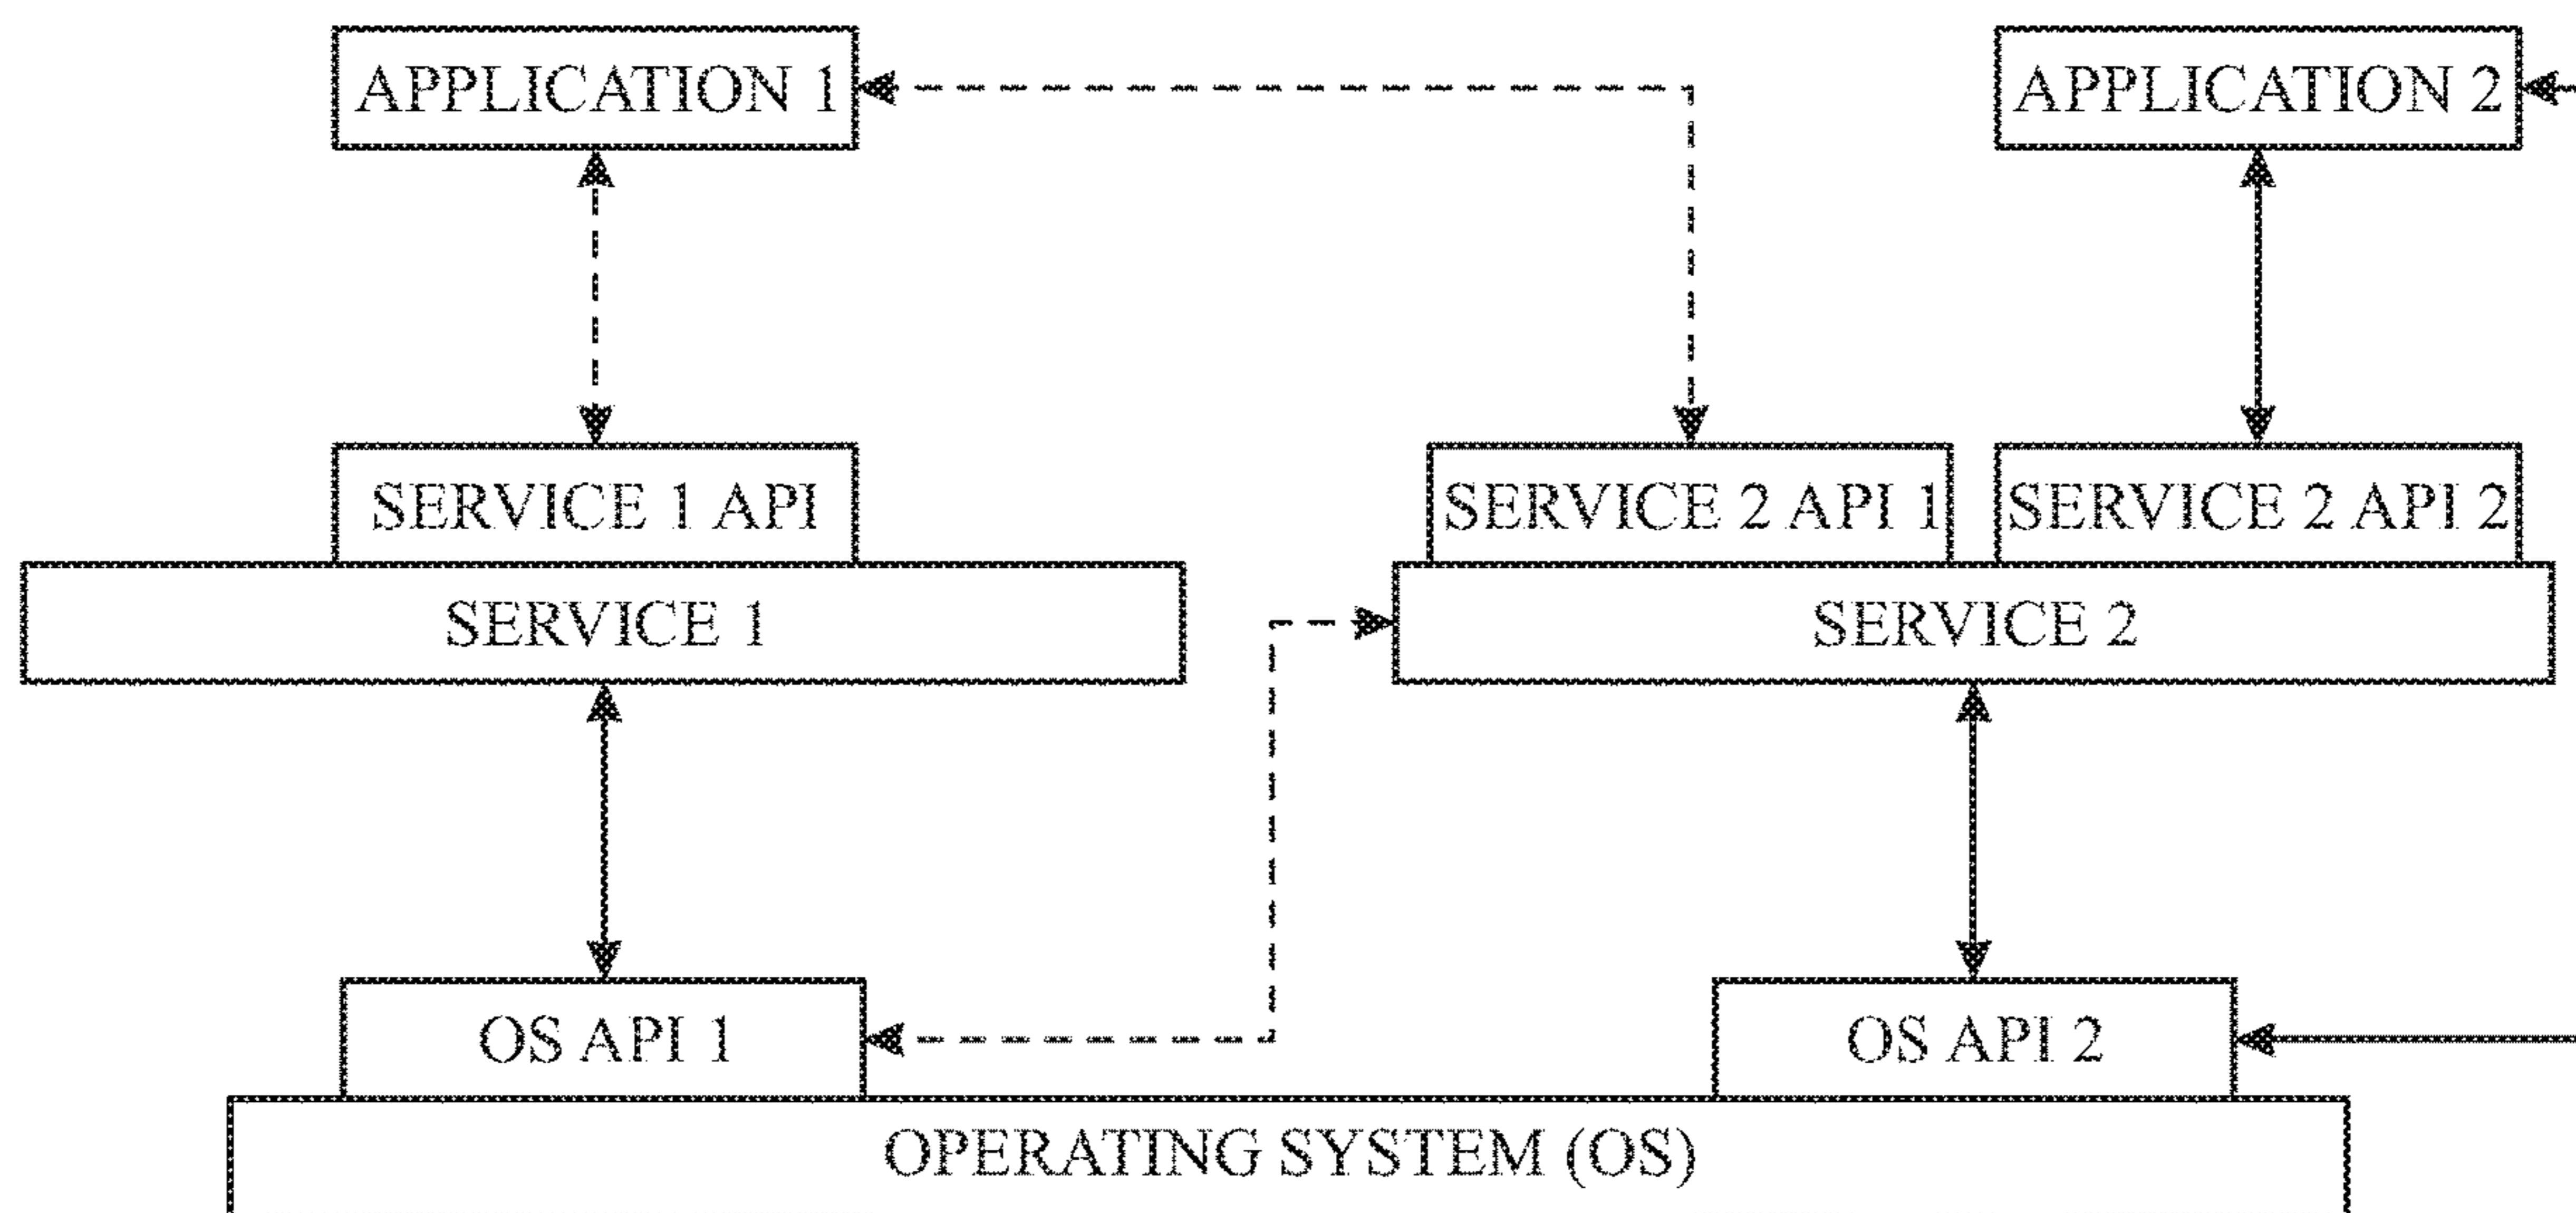 APPLICATION 1
APPLICATION 2
SERVICE 1 API
SERVICE 2 API 1
SERVICE 2 API 2
SERVICE 1
SERVICE 2
OS API 1
OS API 2
OPERATING SYSTEM (OS)